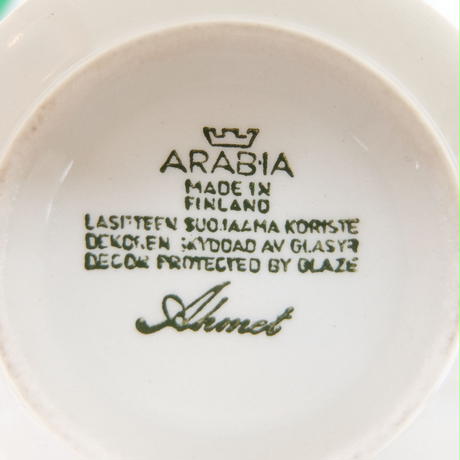 ARABIA
MADE IN
FINLAND
LASITTEEN SUOJAAMA KORISTE
DEKOREN SKYDDAD AV GLASYR
DECOR PROTECTED BY GLAZE
Ahmet